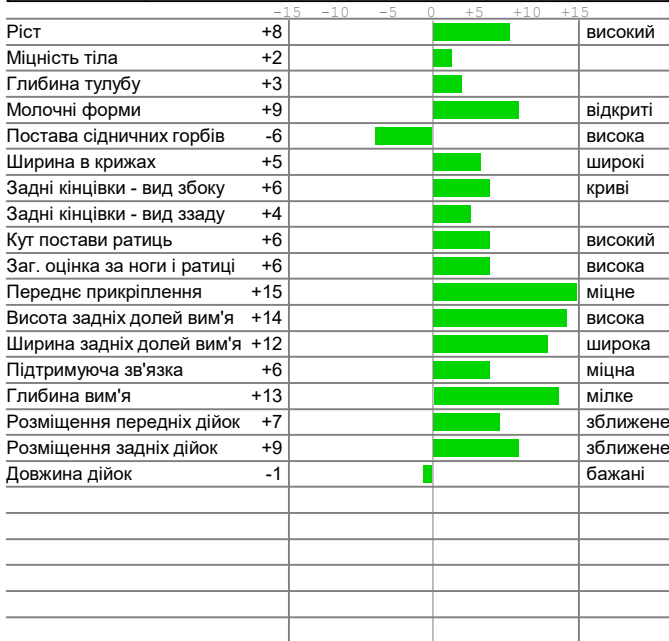 -15 -10 -5 0 +5 +10 +15
Ріст +8 високий
Міцність тіла +2
Глибина тулубу +3
Молочні форми +9 відкриті
Постава сідничних горбів -6 висока
Ширина в крижах +5 широкі
Задні кінцівки - вид збоку +6 криві
Задні кінцівки - вид ззаду +4
Кут постави ратиць +6 високий
Заг. оцінка за ноги і ратиці +6 висока
Переднє прикріплення +15 міцне
Висота задніх долей вим'я +14 висока
Ширина задніх долей вим'я +12 широка
Підтримуюча зв'язка +6 міцна
Глибина вим'я +13 мілке
Розміщення передніх дійок +7 зближене
Розміщення задніх дійок +9 зближене
Довжина дійок -1 бажані